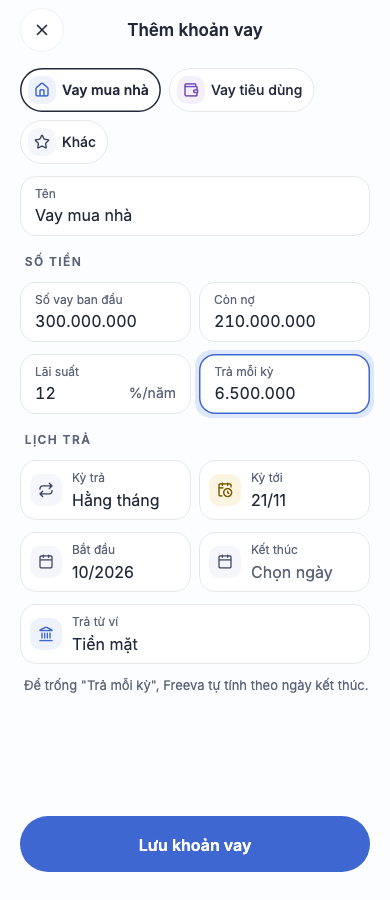 Thêm khoản vay
Vay mua nhà
Vay tiêu dùng
Khác
Tên
Vay mua nhà
SỐ TIỀN
Số vay ban đầu
300.000.000
Còn nợ
210.000.000
Lãi suất
12 %/năm
Trả mỗi kỳ
6.500.000
LỊCH TRẢ
Kỳ trả
Hằng tháng
Kỳ tới
21/11
Bắt đầu
10/2026
Kết thúc
Chọn ngày
Trả từ ví
Tiền mặt
Để trống "Trả mỗi kỳ", Freeva tự tính theo ngày kết thúc.
Lưu khoản vay